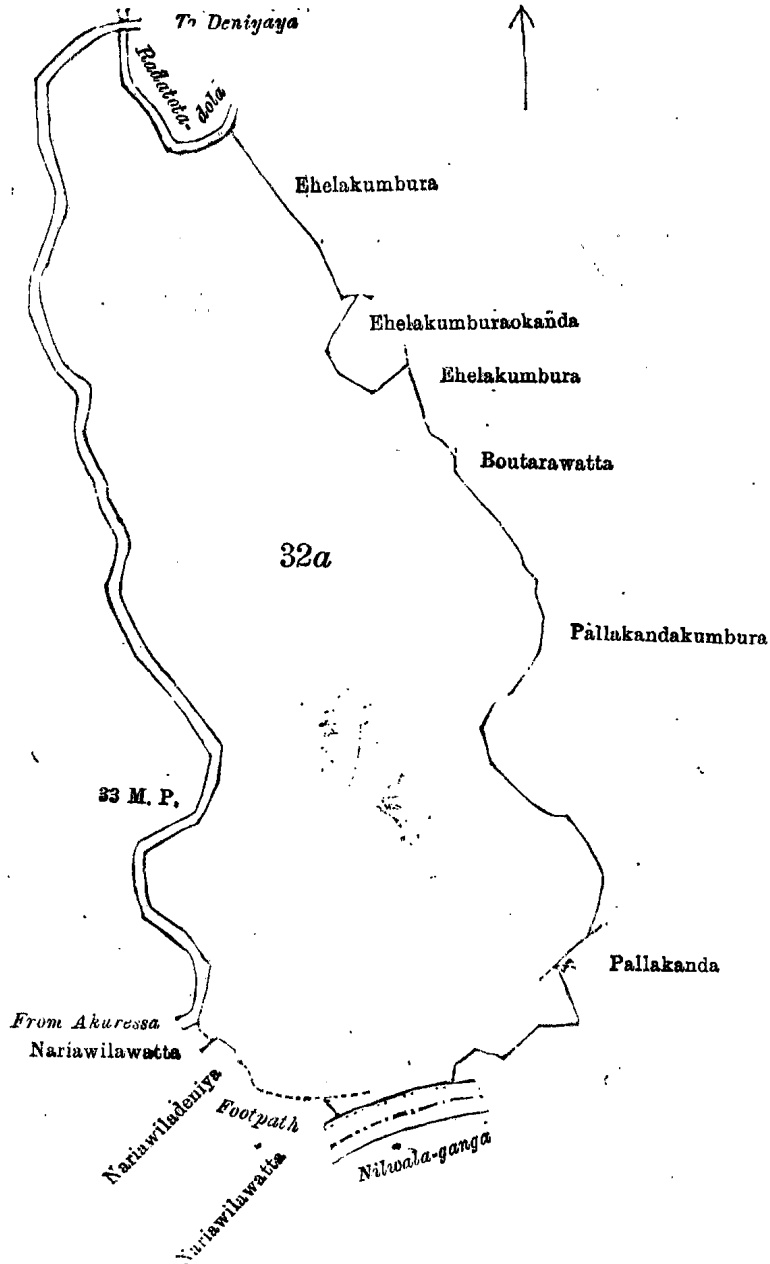 To Deniyaya
Radatota-
dola
Ehelakumbura
Ehelakumburaokanda
Ehelakumbura
Boutarawatta
32a
Pallakandakumbura
33 M. P.
Pallakanda
From Akuressa
Nariawilawatta
Nariawiladeniya
Footpath
Nariawilawatta
Nilwala-ganga